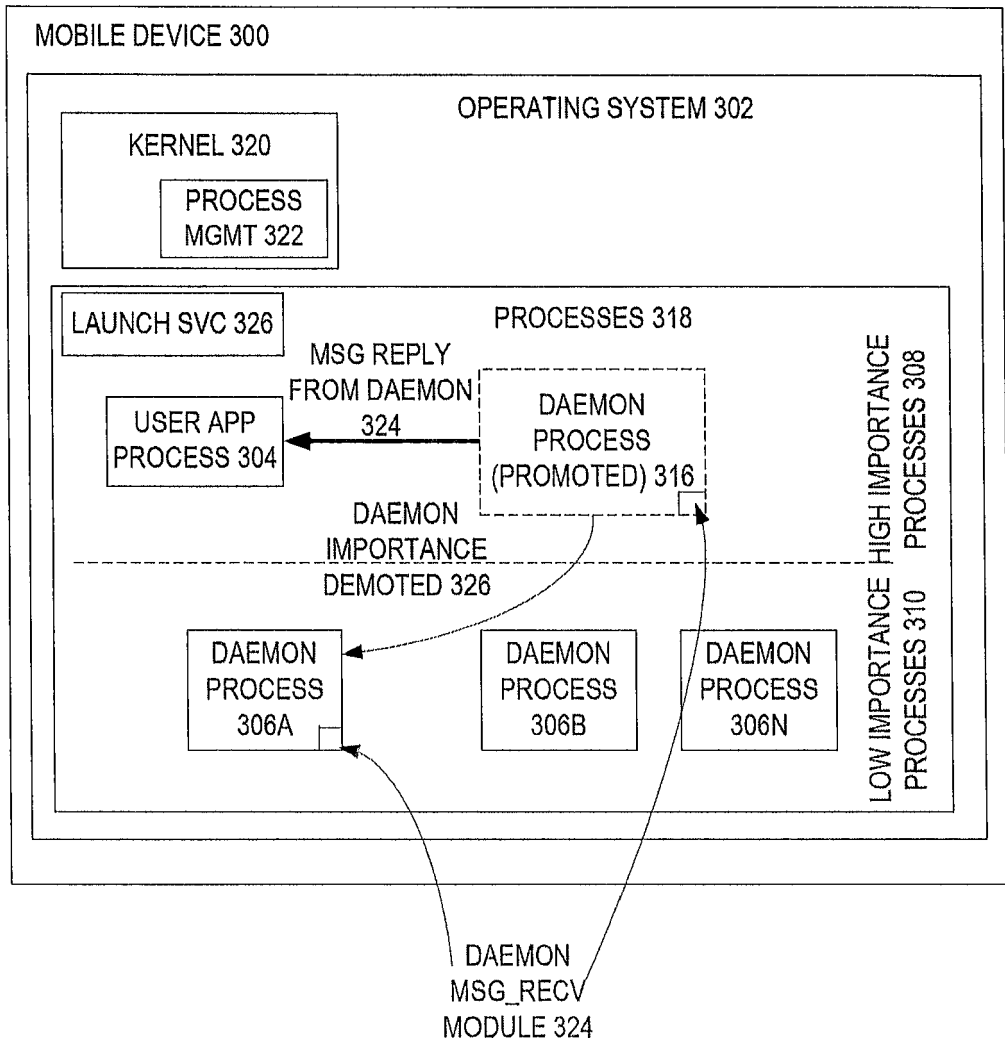 MOBILE DEVICE 300
OPERATING SYSTEM 302
KERNEL 320
PROCESS
MGMT 322
LAUNCH SVC 326
PROCESSES 318
MSG REPLY
FROM DAEMON
324
USER APP
PROCESS 304
DAEMON
PROCESS
(PROMOTED) 316
HIGH IMPORTANCE
PROCESSES 308
DAEMON
IMPORTANCE
DEMOTED 326
DAEMON
PROCESS
306A
DAEMON
PROCESS
306B
DAEMON
PROCESS
306N
LOW IMPORTANCE
PROCESSES 310
DAEMON
MSG_RECV
MODULE 324